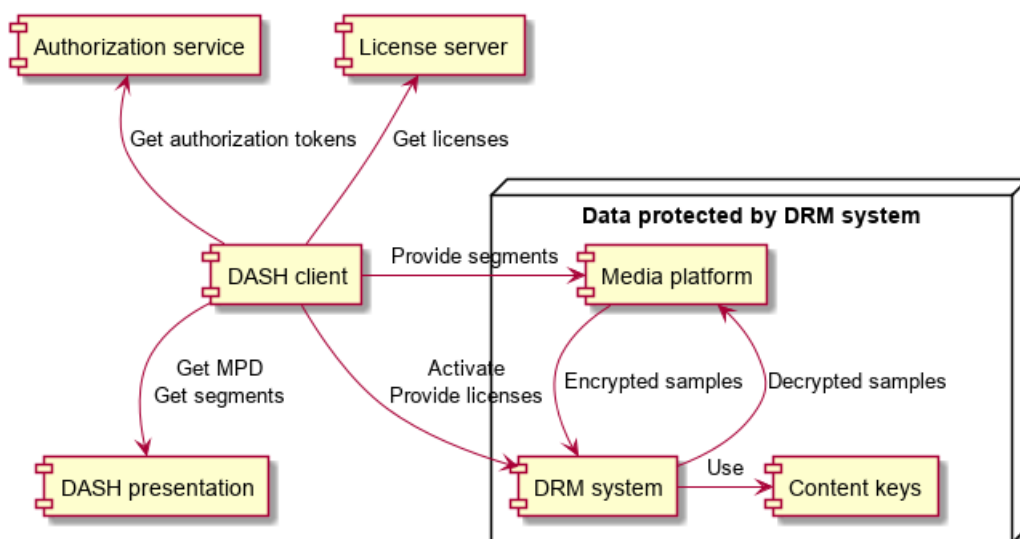 Authorization service
License server
Get authorization tokens
Get licenses
Data protected by DRM system
DASH client
Provide segments
Media platform
Get MPD
Get segments
Activate
Provide licenses
Encrypted samples
Decrypted samples
DASH presentation
DRM system
Use
Content keys